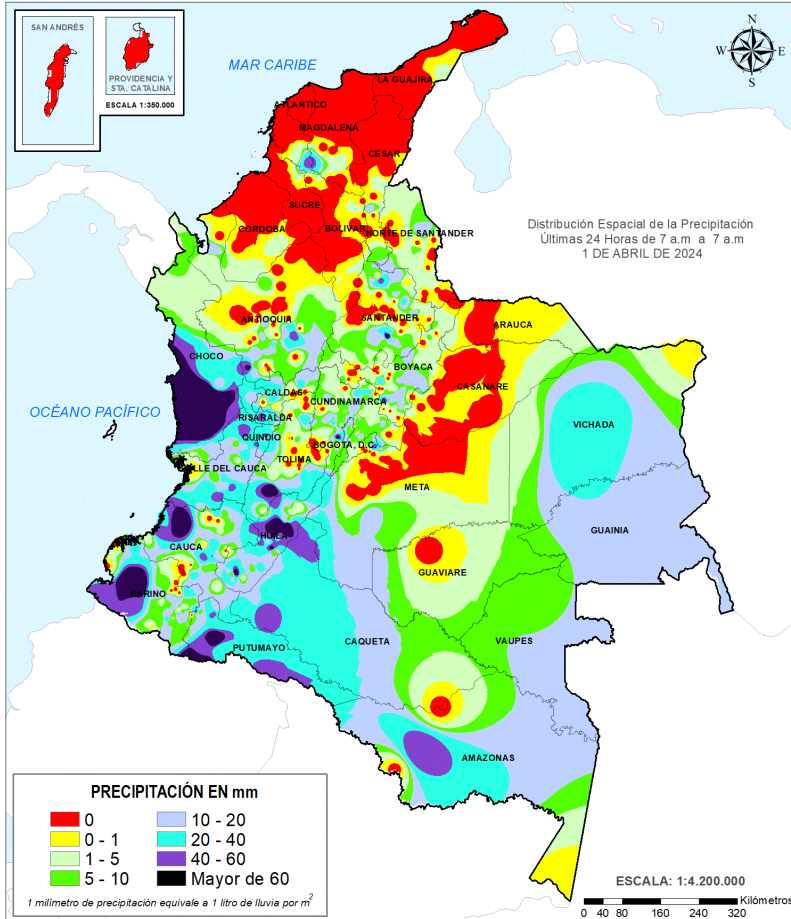 SAN ANDRÉS
PROVIDENCIA Y
STA. CATALINA
ESCALA 1:350.000
MAR CARIBE
N
W E
S
LA GUAJIRA
ATLANTICO
MAGDALENA
CESAR
SUCRE
CORDOBA
BOLIVAR
NORTE DE SANTANDER
Distribución Espacial de la Precipitación
Últimas 24 Horas de 7 a.m a 7 a.m
1 DE ABRIL DE 2024
ANTIOQUIA
SANTANDER
ARAUCA
CHOCO
BOYACA
CASANARE
CALDAS
CUNDINAMARCA
OCÉANO PACÍFICO
RISARALDA
VICHADA
QUINDIO
BOGOTA, D.C.
TOLIMA
VALLE DEL CAUCA
META
GUAINIA
HUILA
CAUCA
GUAVIARE
NARIÑO
CAQUETA
VAUPES
PUTUMAYO
AMAZONAS
PRECIPITACIÓN EN mm
0
0 - 1
1 - 5
5 - 10
10 - 20
20 - 40
40 - 60
Mayor de 60
1 milímetro de precipitación equivale a 1 litro de lluvia por m²
ESCALA: 1:4.200.000
Kilómetros
0 40 80 160 240 320